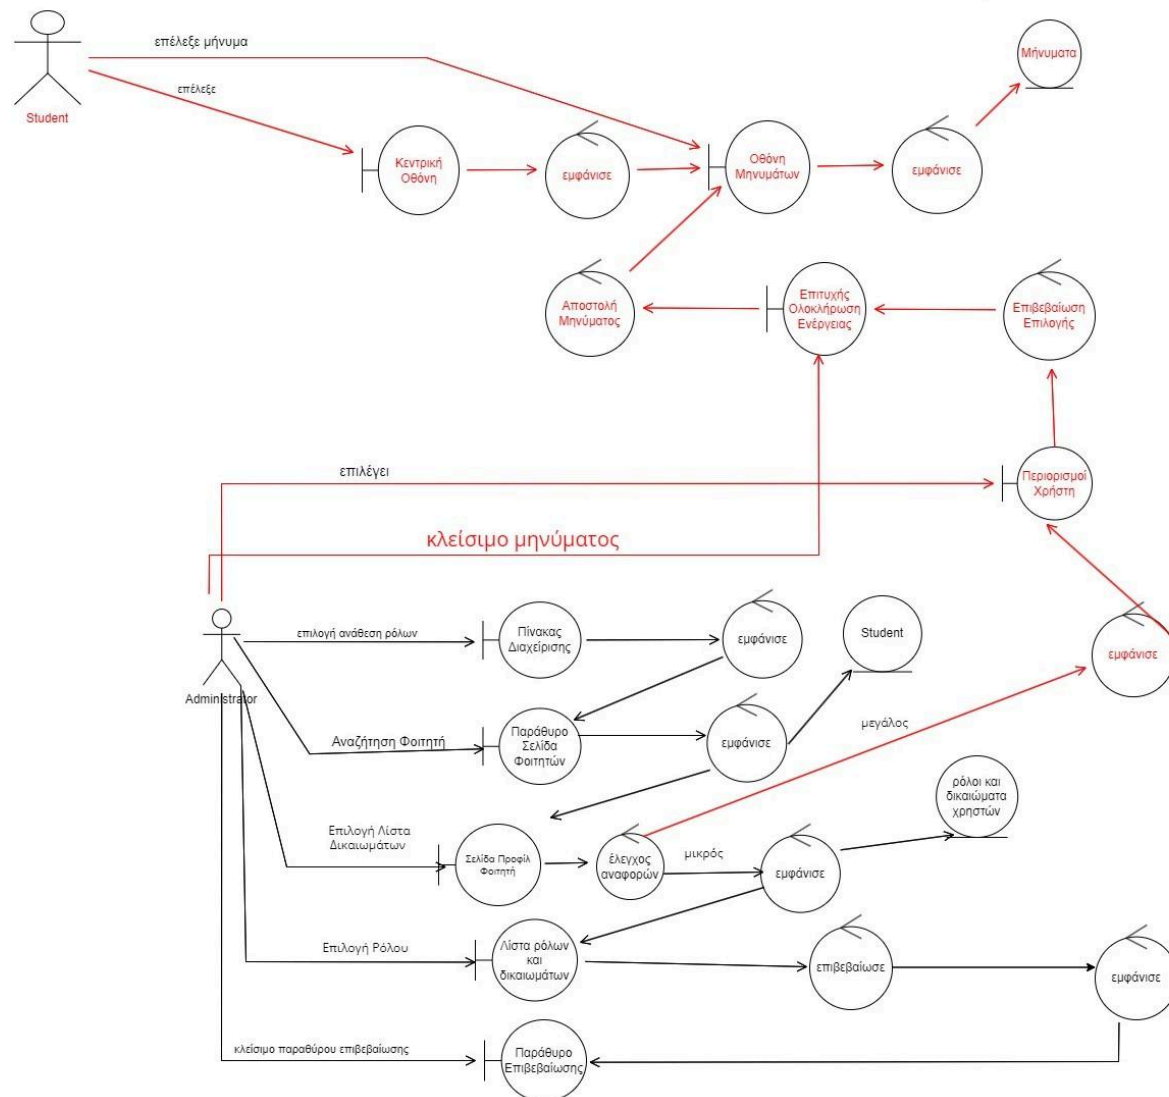 επέλεξε μήνυμα
επέλεξε
Student
Μήνυματα
Κεντρική
Οθόνη
εμφάνισε
Οθόνη
Μηνυμάτων
εμφάνισε
Αποστολή
Μηνύματος
Επιτυχής
Ολοκλήρωση
Ενέργειας
Επιβεβαίωση
Επιλογής
επιλέγει
Περιορισμοί
Χρήστη
κλείσιμο μηνύματος
Administrator
επιλογή ανάθεση ρόλων
Πίνακας
Διαχείρισης
εμφάνισε
Student
εμφάνισε
Αναζήτηση Φοιτητή
Παράθυρο
Σελίδα
Φοιτητών
εμφάνισε
μεγάλος
ρόλοι και
δικαιώματα
χρηστών
Επιλογή Λίστα
Δικαιωμάτων
Σελίδα Προφίλ
Φοιτητή
έλεγχος
αναφορών
μικρός
εμφάνισε
Επιλογή Ρόλου
Λίστα ρόλων
και
δικαιωμάτων
επιβεβαίωσε
εμφάνισε
κλείσιμο παραθύρου επιβεβαίωσης
Παράθυρο
Επιβεβαίωσης